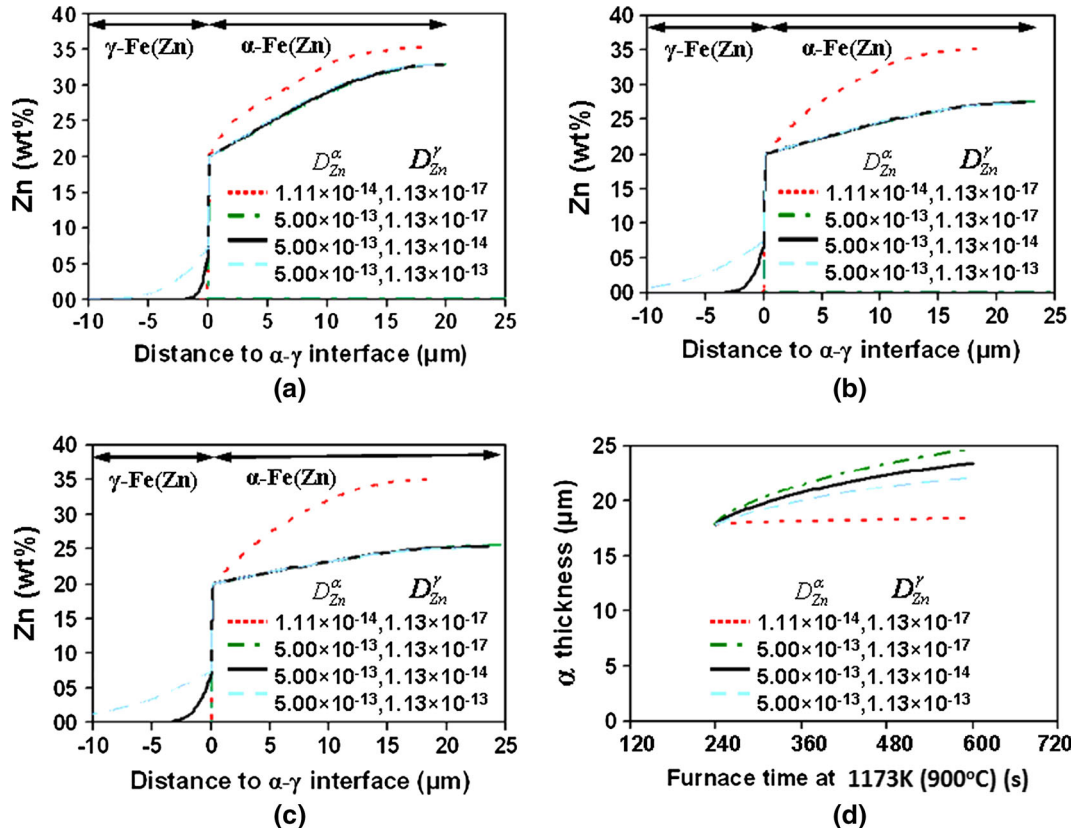 γ-Fe(Zn) α-Fe(Zn)
Zn (wt%)
40
35
30
25
20
15
10
05
00
D^α_Zn D^γ_Zn
1.11×10⁻¹⁴,1.13×10⁻¹⁷
5.00×10⁻¹³,1.13×10⁻¹⁷
5.00×10⁻¹³,1.13×10⁻¹⁴
5.00×10⁻¹³,1.13×10⁻¹³
-10 -5 0 5 10 15 20 25
Distance to α-γ interface (μm)
(a)
γ-Fe(Zn) α-Fe(Zn)
Zn (wt%)
40
35
30
25
20
15
10
05
00
D^α_Zn D^γ_Zn
1.11×10⁻¹⁴,1.13×10⁻¹⁷
5.00×10⁻¹³,1.13×10⁻¹⁷
5.00×10⁻¹³,1.13×10⁻¹⁴
5.00×10⁻¹³,1.13×10⁻¹³
-10 -5 0 5 10 15 20 25
Distance to α-γ interface (μm)
(b)
γ-Fe(Zn) α-Fe(Zn)
Zn (wt%)
40
35
30
25
20
15
10
05
00
D^α_Zn D^γ_Zn
1.11×10⁻¹⁴,1.13×10⁻¹⁷
5.00×10⁻¹³,1.13×10⁻¹⁷
5.00×10⁻¹³,1.13×10⁻¹⁴
5.00×10⁻¹³,1.13×10⁻¹³
-10 -5 0 5 10 15 20 25
Distance to α-γ interface (μm)
(c)
α thickness (μm)
25
20
15
10
5
0
D^α_Zn D^γ_Zn
1.11×10⁻¹⁴,1.13×10⁻¹⁷
5.00×10⁻¹³,1.13×10⁻¹⁷
5.00×10⁻¹³,1.13×10⁻¹⁴
5.00×10⁻¹³,1.13×10⁻¹³
120 240 360 480 600 720
Furnace time at 1173K (900°C) (s)
(d)